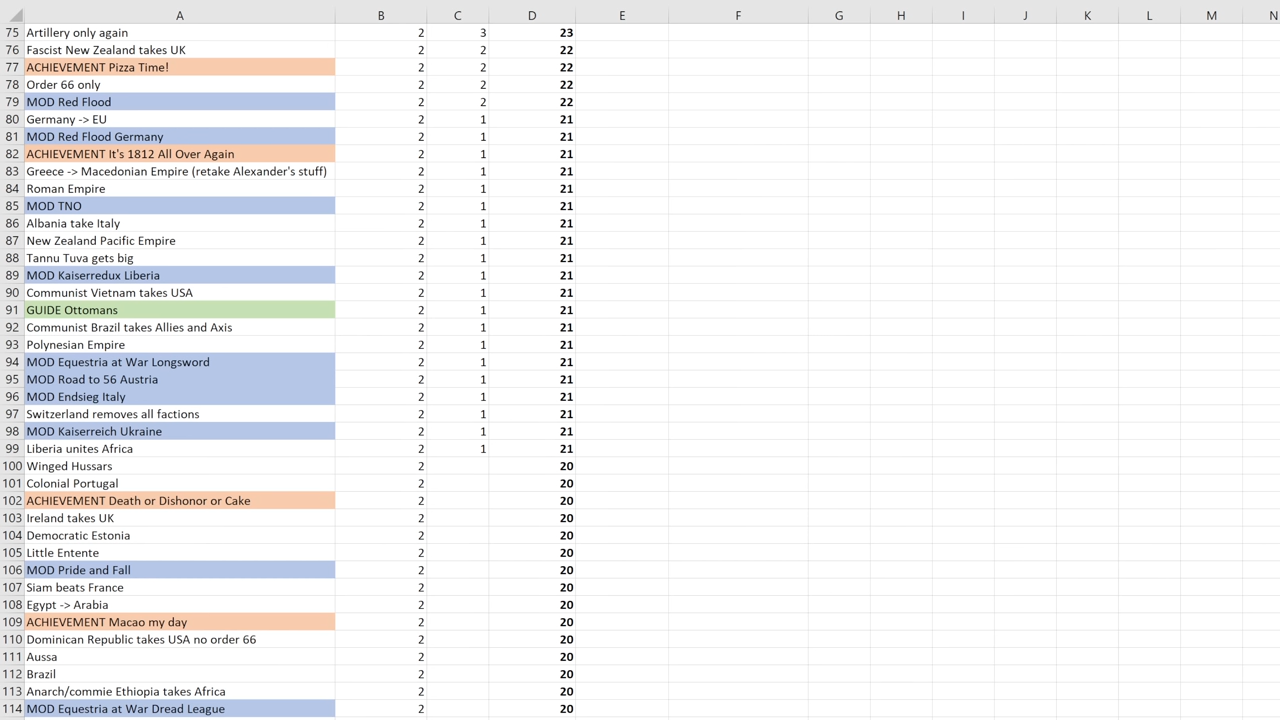 A B C D E F G H I J K L M N
75 Artillery only again 2 3 23
76 Fascist New Zealand takes UK 2 2 22
77 ACHIEVEMENT Pizza Time! 2 2 22
78 Order 66 only 2 2 22
79 MOD Red Flood 2 2 22
80 Germany -> EU 2 1 21
81 MOD Red Flood Germany 2 1 21
82 ACHIEVEMENT It's 1812 All Over Again 2 1 21
83 Greece -> Macedonian Empire (retake Alexander's stuff) 2 1 21
84 Roman Empire 2 1 21
85 MOD TNO 2 1 21
86 Albania take Italy 2 1 21
87 New Zealand Pacific Empire 2 1 21
88 Tannu Tuva gets big 2 1 21
89 MOD Kaiserredux Liberia 2 1 21
90 Communist Vietnam takes USA 2 1 21
91 GUIDE Ottomans 2 1 21
92 Communist Brazil takes Allies and Axis 2 1 21
93 Polynesian Empire 2 1 21
94 MOD Equestria at War Longsword 2 1 21
95 MOD Road to 56 Austria 2 1 21
96 MOD Endsieg Italy 2 1 21
97 Switzerland removes all factions 2 1 21
98 MOD Kaiserreich Ukraine 2 1 21
99 Liberia unites Africa 2 1 21
100 Winged Hussars 2 20
101 Colonial Portugal 2 20
102 ACHIEVEMENT Death or Dishonor or Cake 2 20
103 Ireland takes UK 2 20
104 Democratic Estonia 2 20
105 Little Entente 2 20
106 MOD Pride and Fall 2 20
107 Siam beats France 2 20
108 Egypt -> Arabia 2 20
109 ACHIEVEMENT Macao my day 2 20
110 Dominican Republic takes USA no order 66 2 20
111 Aussa 2 20
112 Brazil 2 20
113 Anarch/commie Ethiopia takes Africa 2 20
114 MOD Equestria at War Dread League 2 20